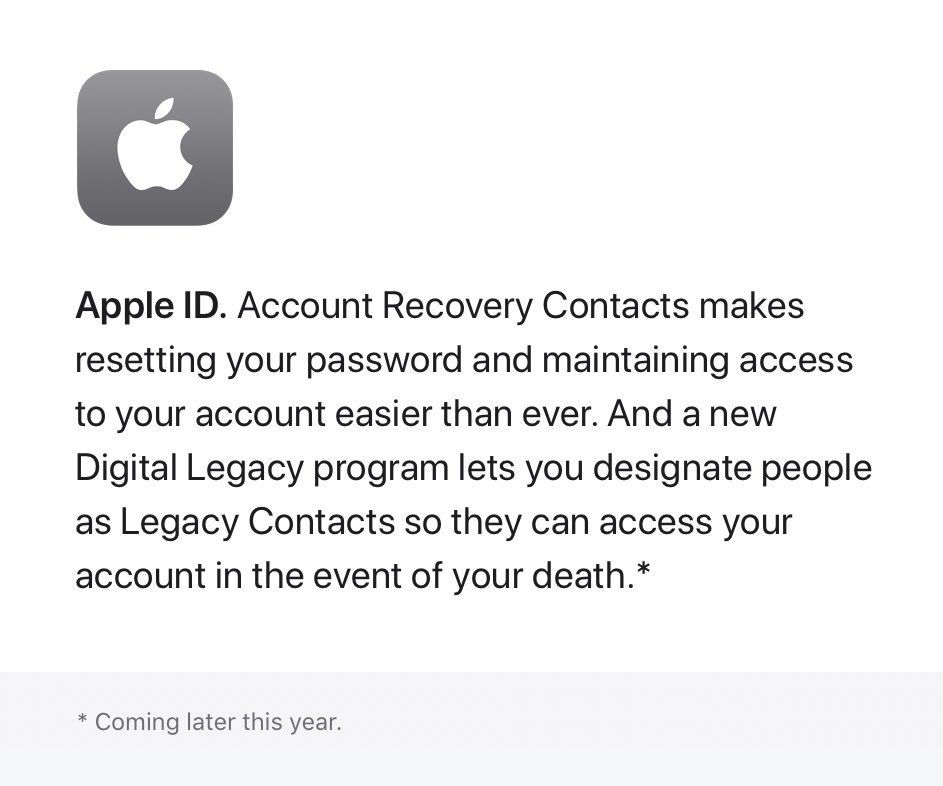 Apple ID. Account Recovery Contacts makes
resetting your password and maintaining access
to your account easier than ever. And a new
Digital Legacy program lets you designate people
as Legacy Contacts so they can access your
account in the event of your death.*
* Coming later this year.